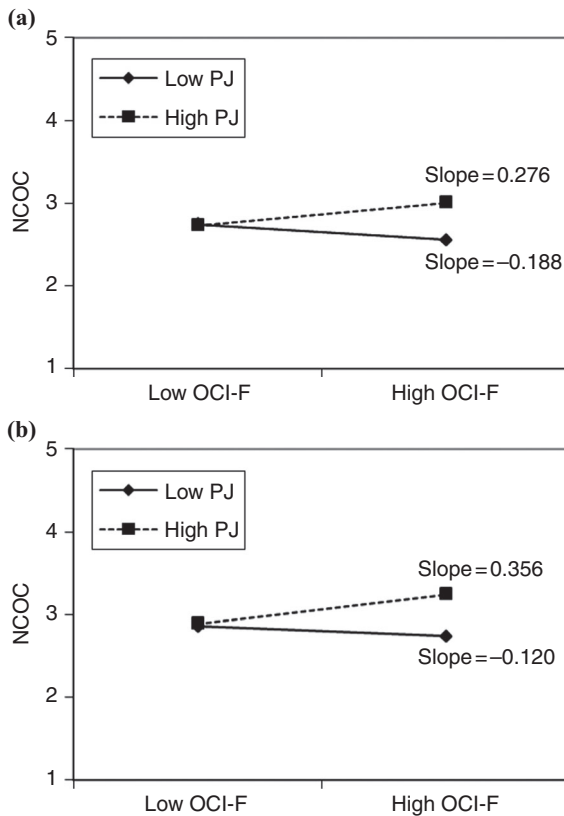 (a)
5
4
3
2
1
NCOC
Low PJ
High PJ
Slope=0.276
Slope=–0.188
Low OCI-F
High OCI-F
(b)
5
4
3
2
1
NCOC
Low PJ
High PJ
Slope=0.356
Slope=–0.120
Low OCI-F
High OCI-F